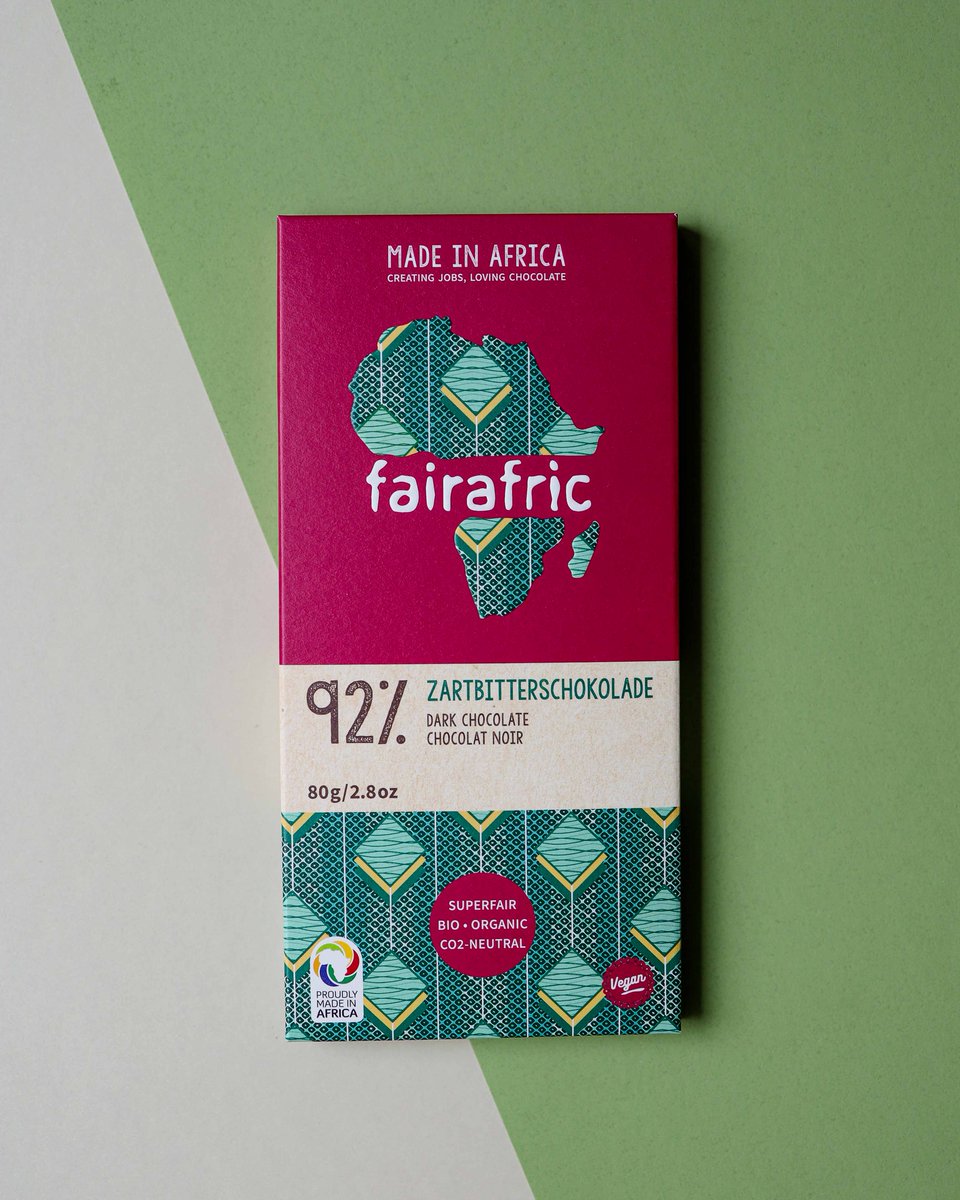 MADE IN AFRICA
CREATING JOBS, LOVING CHOCOLATE
fairafric
92%
ZARTBITTERSCHOKOLADE
DARK CHOCOLATE
CHOCOLAT NOIR
80g/2.8oz
SUPERFAIR
BIO • ORGANIC
CO2-NEUTRAL
PROUDLY
MADE IN
AFRICA
Vegan